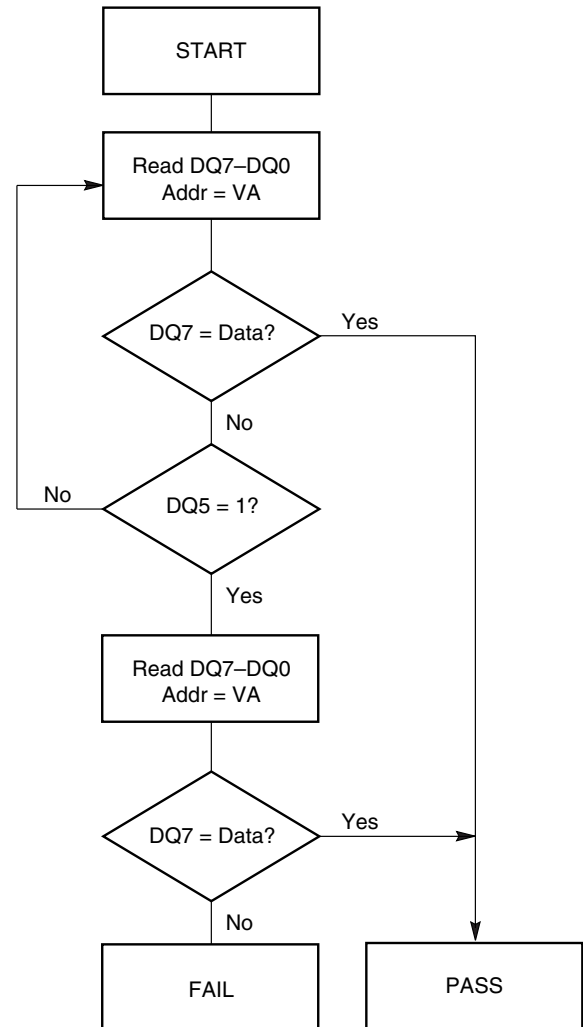 START
Read DQ7–DQ0
Addr = VA
DQ7 = Data?
Yes
No
No
DQ5 = 1?
Yes
Read DQ7–DQ0
Addr = VA
DQ7 = Data?
Yes
No
FAIL
PASS